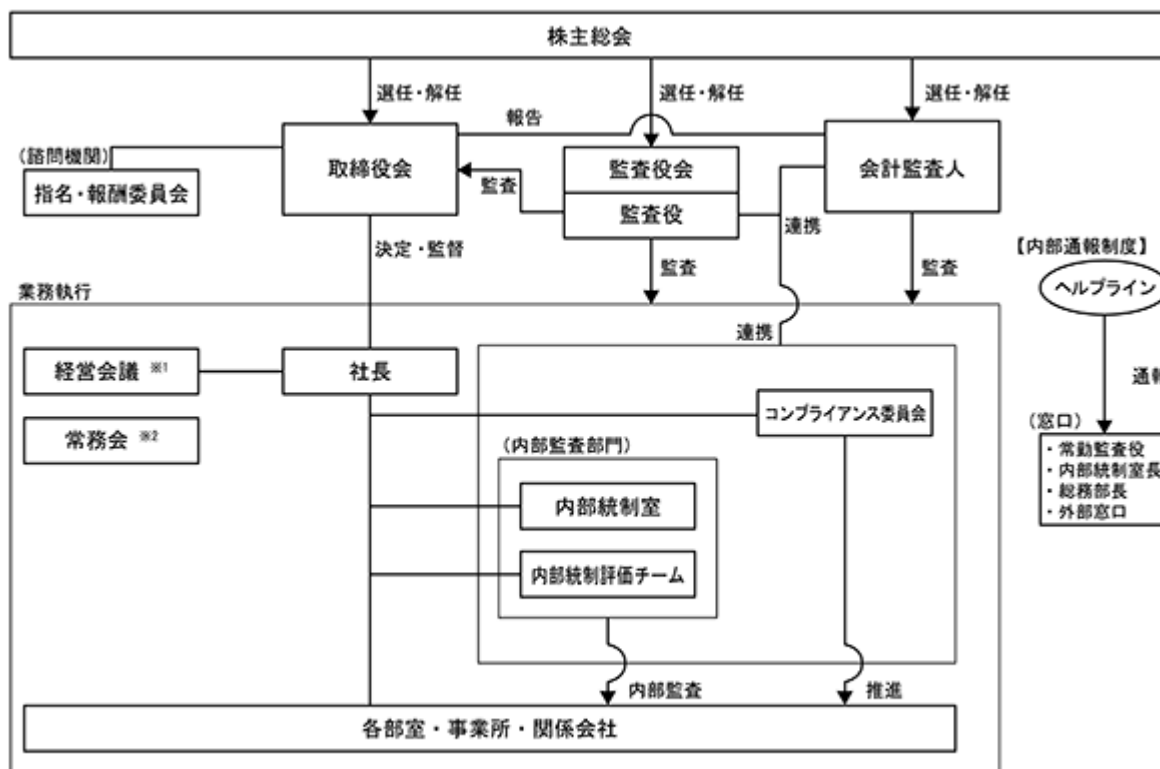 株主総会
選任・解任
選任・解任
選任・解任
報告
(諮問機関)
指名・報酬委員会
取締役会
監査
監査役会
監査役
会計監査人
連携
決定・監督
監査
監査
【内部通報制度】
ヘルプライン
業務執行
連携
経営会議 ※1
社長
通報
常務会 ※2
コンプライアンス委員会
(窓口)
・常勤監査役
・内部統制室長
・総務部長
・外部窓口
(内部監査部門)
内部統制室
内部統制評価チーム
内部監査
推進
各部室・事業所・関係会社